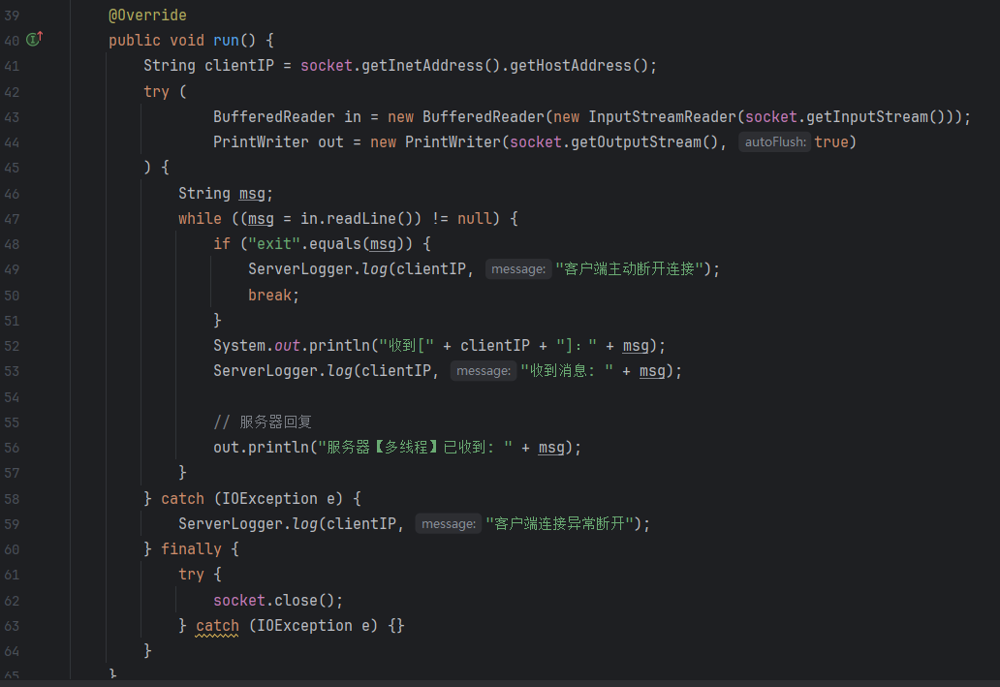 39 @Override
40 public void run() {
41 String clientIP = socket.getInetAddress().getHostAddress();
42 try (
43 BufferedReader in = new BufferedReader(new InputStreamReader(socket.getInputStream()));
44 PrintWriter out = new PrintWriter(socket.getOutputStream(), autoFlush: true)
45 ) {
46 String msg;
47 while ((msg = in.readLine()) != null) {
48 if ("exit".equals(msg)) {
49 ServerLogger.log(clientIP, message: "客户端主动断开连接");
50 break;
51 }
52 System.out.println("收到[" + clientIP + "]：" + msg);
53 ServerLogger.log(clientIP, message: "收到消息：" + msg);
54
55 // 服务器回复
56 out.println("服务器【多线程】已收到：" + msg);
57 }
58 } catch (IOException e) {
59 ServerLogger.log(clientIP, message: "客户端连接异常断开");
60 } finally {
61 try {
62 socket.close();
63 } catch (IOException e) {}
64 }
65 }